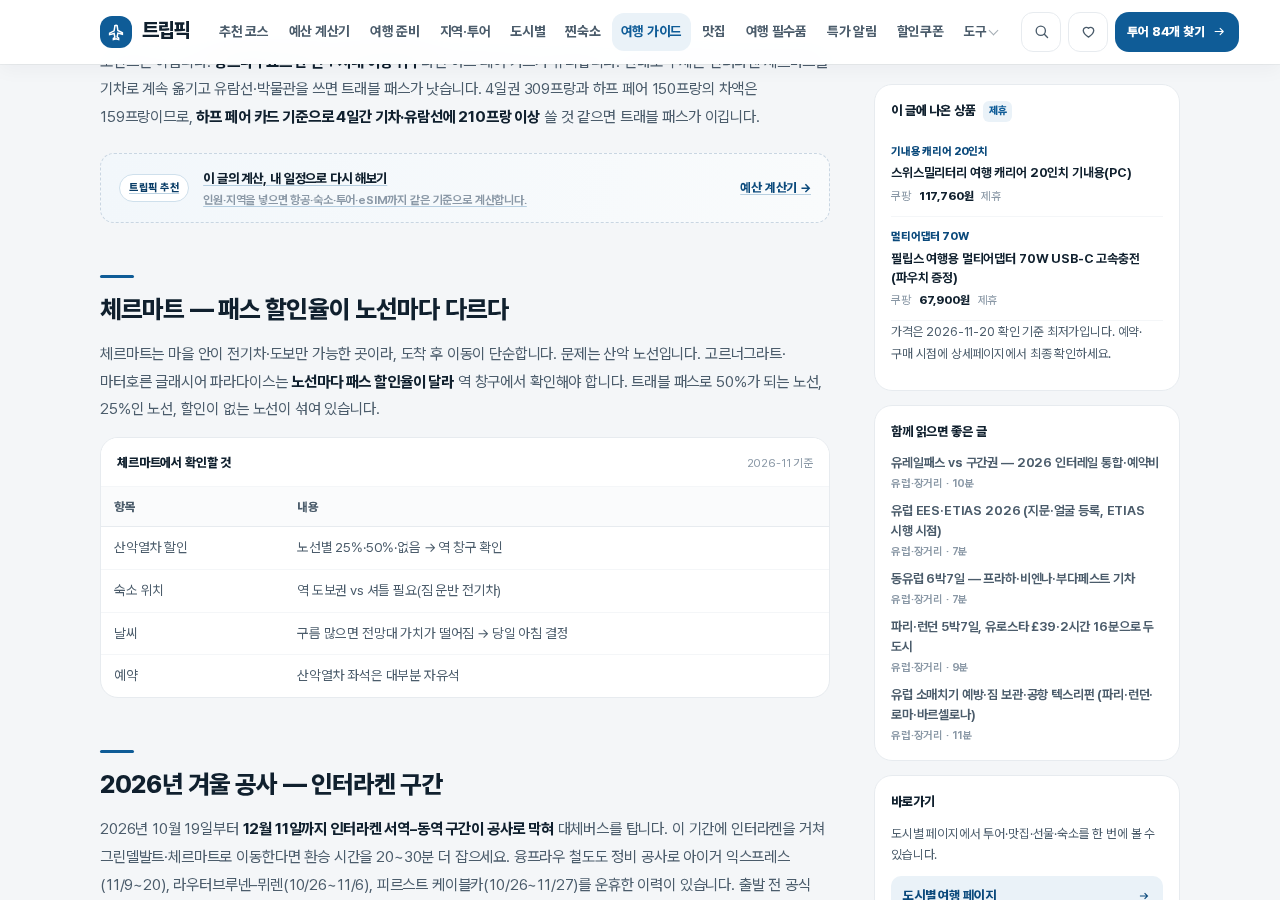 트립픽
추천 코스
예산 계산기
여행 준비
지역·투어
도시별
찐숙소
여행 가이드
맛집
여행 필수품
특가 알림
할인쿠폰
도구
투어 84개 찾기 →
기차로 계속 옮기고 유람선·박물관을 쓰면 트래블 패스가 낫습니다. 4일권 309프랑과 하프 페어 150프랑의 차액은
159프랑이므로, 하프 페어 카드 기준으로 4일간 기차·유람선에 210프랑 이상 쓸 것 같으면 트래블 패스가 이깁니다.
트립픽 추천
이 글의 계산, 내 일정으로 다시 해보기
인원·지역을 넣으면 항공·숙소·투어·eSIM까지 같은 기준으로 계산합니다.
예산 계산기 →
체르마트 — 패스 할인율이 노선마다 다르다
체르마트는 마을 안이 전기차·도보만 가능한 곳이라, 도착 후 이동이 단순합니다. 문제는 산악 노선입니다. 고르너그라트·
마터호른 글래시어 파라다이스는 노선마다 패스 할인율이 달라 역 창구에서 확인해야 합니다. 트래블 패스로 50%가 되는 노선,
25%인 노선, 할인이 없는 노선이 섞여 있습니다.
체르마트에서 확인할 것
2026-11 기준
항목 내용
산악열차 할인 노선별 25%·50%·없음 → 역 창구 확인
숙소 위치 역 도보권 vs 셔틀 필요(짐 운반 전기차)
날씨 구름 많으면 전망대 가치가 떨어짐 → 당일 아침 결정
예약 산악열차 좌석은 대부분 자유석
2026년 겨울 공사 — 인터라켄 구간
2026년 10월 19일부터 12월 11일까지 인터라켄 서역–동역 구간이 공사로 막혀 대체버스를 탑니다. 이 기간에 인터라켄을 거쳐
그린델발트·체르마트로 이동한다면 환승 시간을 20~30분 더 잡으세요. 융프라우 철도도 정비 공사로 아이거 익스프레스
(11/9~20), 라우터브루넨–뮈렌(10/26~11/6), 피르스트 케이블카(10/26~11/27)를 운휴한 이력이 있습니다. 출발 전 공식
이 글에 나온 상품 제휴
기내용 캐리어 20인치
스위스밀리터리 여행 캐리어 20인치 기내용(PC)
쿠팡 117,760원 제휴
멀티어댑터 70W
필립스 여행용 멀티어댑터 70W USB-C 고속충전
(파우치 증정)
쿠팡 67,900원 제휴
가격은 2026-11-20 확인 기준 최저가입니다. 예약·
구매 시점에 상세페이지에서 최종 확인하세요.
함께 읽으면 좋은 글
유레일패스 vs 구간권 — 2026 인터레일 통합·예약비
유럽·장거리 · 10분
유럽 EES·ETIAS 2026 (지문·얼굴 등록, ETIAS
시행 시점)
유럽·장거리 · 7분
동유럽 6박7일 — 프라하·비엔나·부다페스트 기차
유럽·장거리 · 7분
파리·런던 5박7일, 유로스타 £39·2시간 16분으로 두
도시
유럽·장거리 · 9분
유럽 소매치기 예방·짐 보관·공항 텍스리펀 (파리·런던·
로마·바르셀로나)
유럽·장거리 · 11분
바로가기
도시별 페이지에서 투어·맛집·선물·숙소를 한 번에 볼 수
있습니다.
도시별 여행 페이지 →